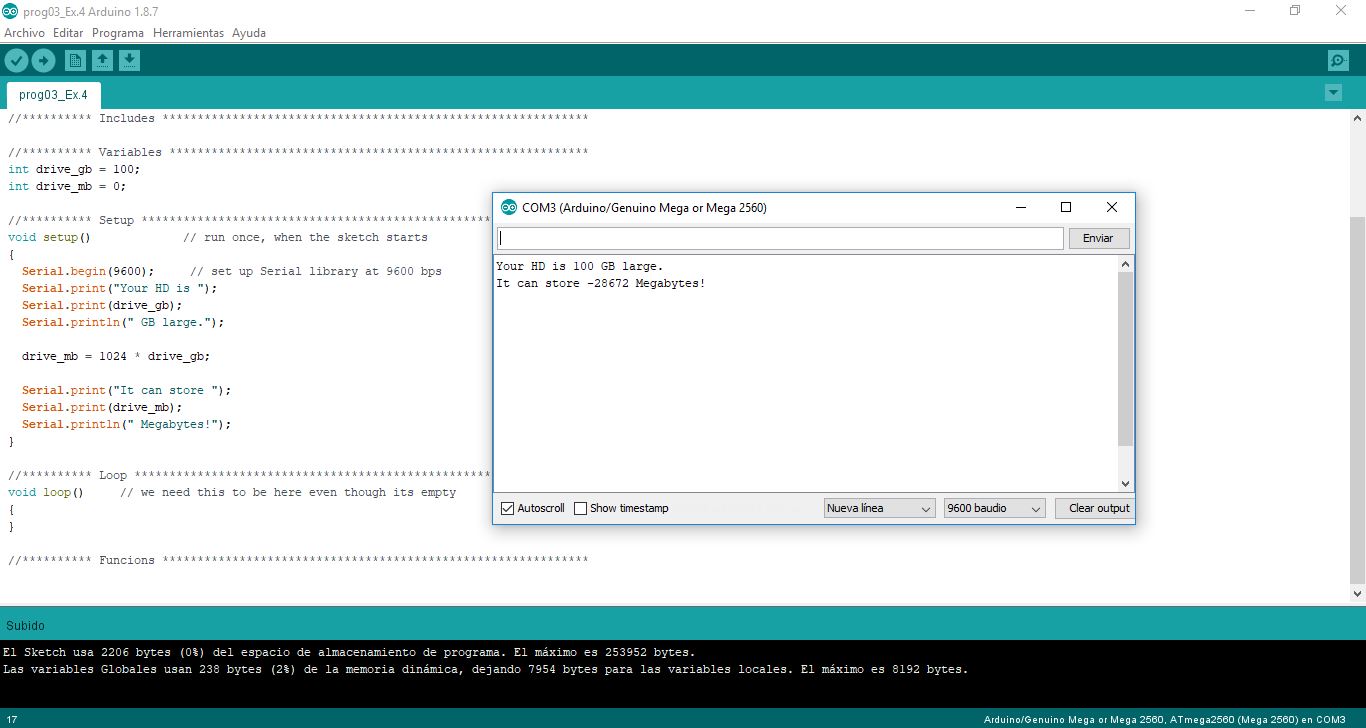 prog03_Ex.4 Arduino 1.8.7
Archivo Editar Programa Herramientas Ayuda
prog03_Ex.4
//********** Includes *************************************************************
//********** Variables ************************************************************
int drive_gb = 100;
int drive_mb = 0;
//********** Setup **************************************************
void setup()             // run once, when the sketch starts
{
  Serial.begin(9600);     // set up Serial library at 9600 bps
  Serial.print("Your HD is ");
  Serial.print(drive_gb);
  Serial.println(" GB large.");
  drive_mb = 1024 * drive_gb;
  Serial.print("It can store ");
  Serial.print(drive_mb);
  Serial.println(" Megabytes!");
}
//********** Loop ***************************************************
void loop()     // we need this to be here even though its empty
{
}
//********** Funcions *************************************************************
COM3 (Arduino/Genuino Mega or Mega 2560)
Enviar
Your HD is 100 GB large.
It can store -28672 Megabytes!
Autoscroll Show timestamp Nueva línea 9600 baudio Clear output
Subido
El Sketch usa 2206 bytes (0%) del espacio de almacenamiento de programa. El máximo es 253952 bytes.
Las variables Globales usan 238 bytes (2%) de la memoria dinámica, dejando 7954 bytes para las variables locales. El máximo es 8192 bytes.
17 Arduino/Genuino Mega or Mega 2560, ATmega2560 (Mega 2560) en COM3